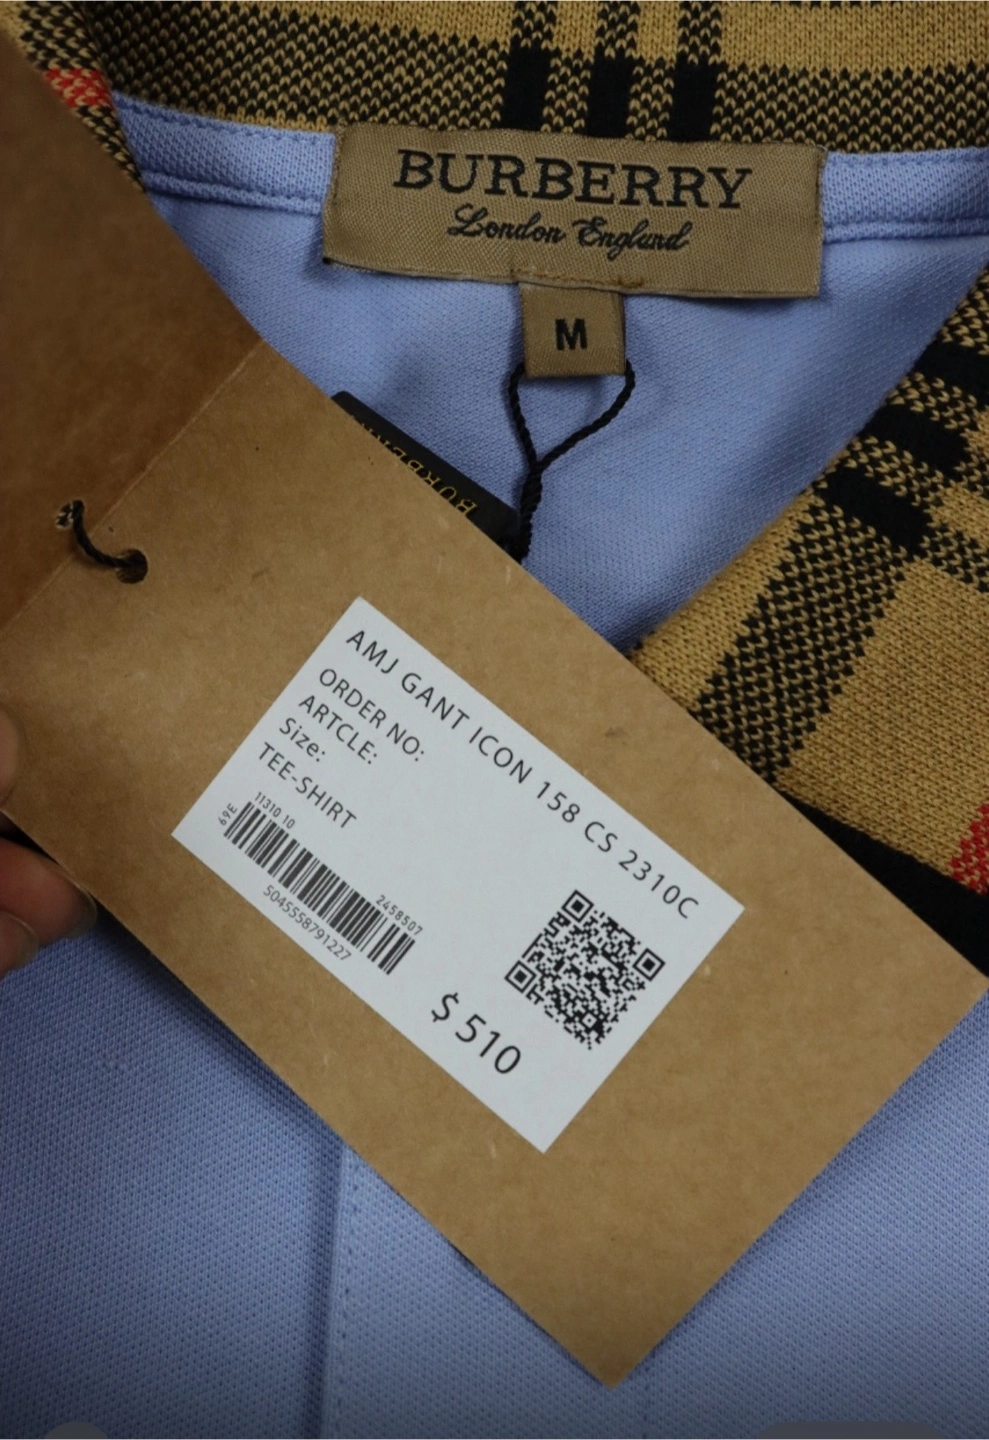 BURBERRY
London England
M
BURBERRY
AMJ GANT ICON 158 CS 2310C
ORDER NO:
ARTCLE:
Size:
TEE-SHIRT
11310 10
69E
2458507
5045558791227
$ 510